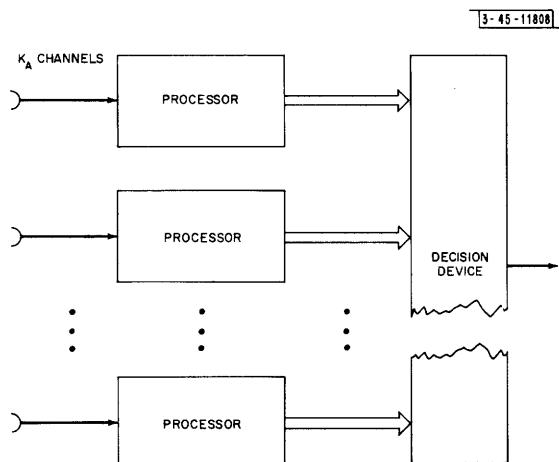 3-45-11808
K_A CHANNELS
PROCESSOR
PROCESSOR
DECISION
DEVICE
PROCESSOR